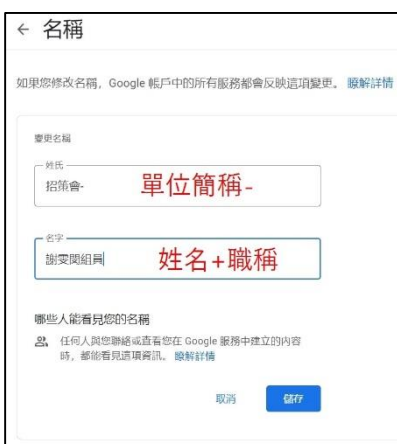 ← 名稱
如果您修改名稱，Google 帳戶中的所有服務都會反映這項變更。 瞭解詳情
變更名稱
姓氏
招策會-
單位簡稱-
名字
謝雯閔組員
姓名+職稱
哪些人能看見您的名稱
任何人與您聯絡或查看您在 Google 服務中建立的內容
時，都能看見這項資訊。 瞭解詳情
取消
儲存